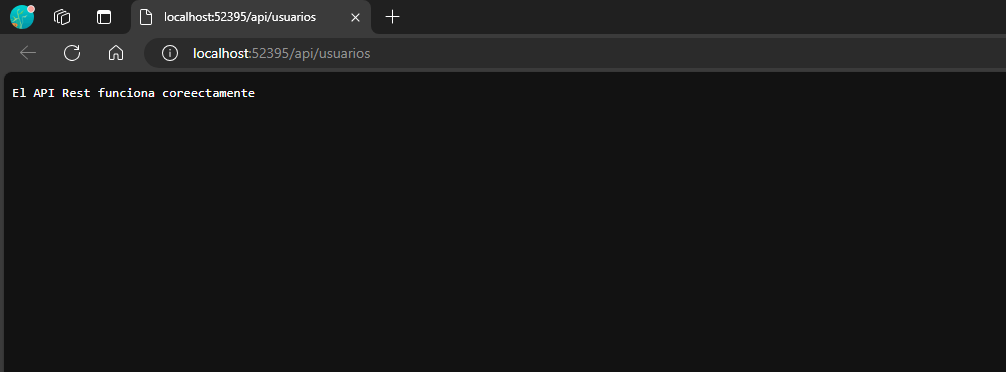 localhost:52395/api/usuarios
localhost:52395/api/usuarios
El API Rest funciona coreectamente